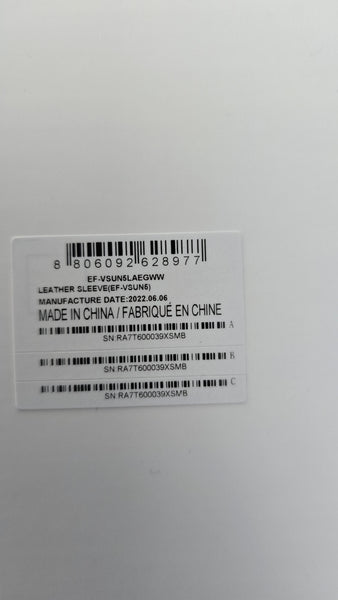 8 806092 628977
EF-VSUN5LAEGWW
LEATHER SLEEVE(EF-VSUN5)
MANUFACTURE DATE:2022.06.06
MADE IN CHINA / FABRIQUÉ EN CHINE
A
SN:RA7T600039XSMB
B
SN:RA7T600039XSMB
C
SN:RA7T600039XSMB